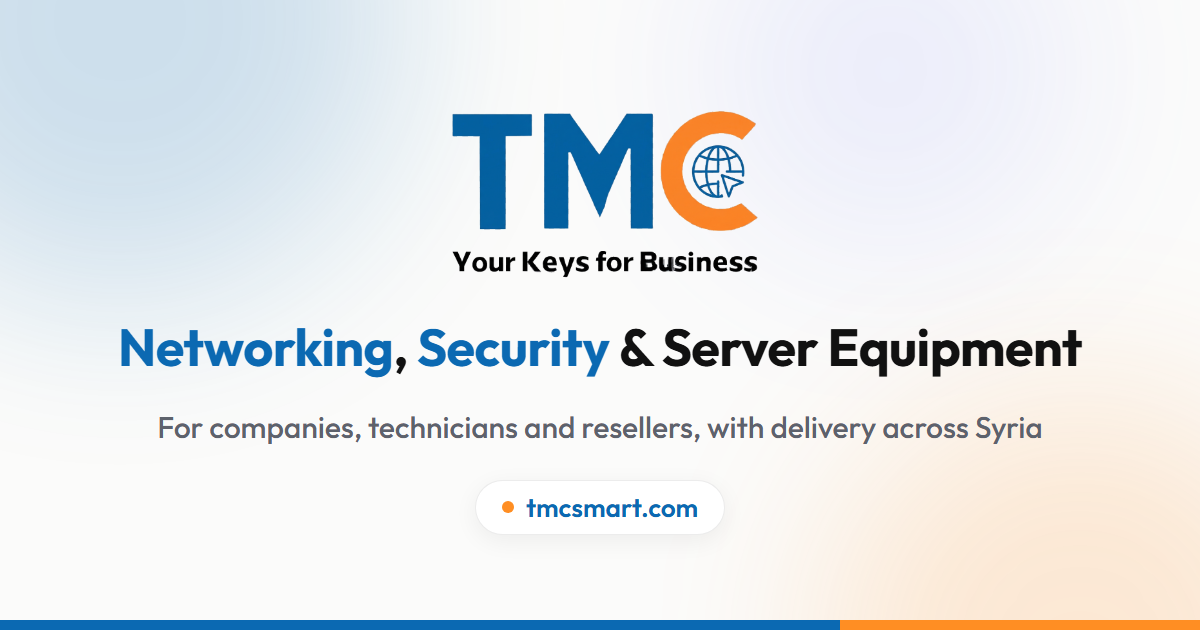 TMC
Your Keys for Business
Networking, Security & Server Equipment
For companies, technicians and resellers, with delivery across Syria
tmcsmart.com